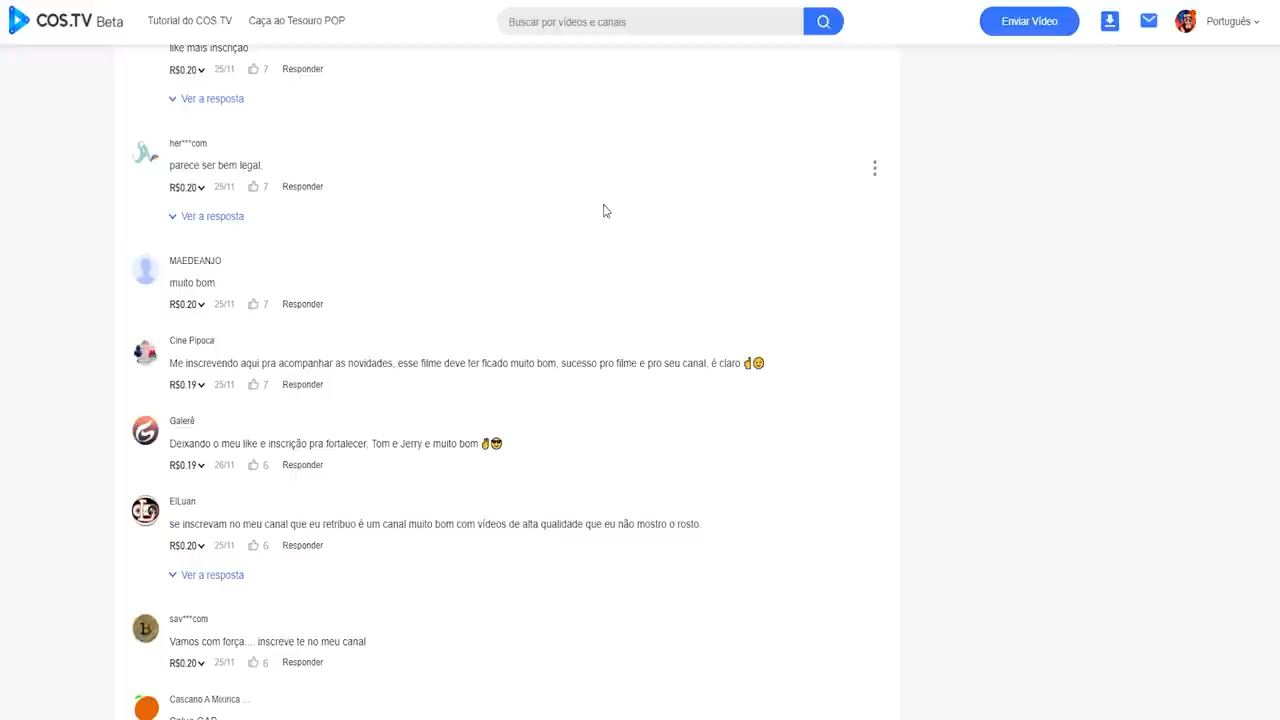 COS.TV Beta
Tutorial do COS.TV
Caça ao Tesouro POP
Buscar por vídeos e canais
Enviar Vídeo
Português
like mais inscrição
R$0.20 25/11 7 Responder
Ver a resposta
her***com
parece ser bem legal.
R$0.20 25/11 7 Responder
Ver a resposta
MAEDEANJO
muito bom
R$0.20 25/11 7 Responder
Cine Pipoca
Me inscrevendo aqui pra acompanhar as novidades, esse filme deve ter ficado muito bom, sucesso pro filme e pro seu canal, é claro
R$0.19 25/11 7 Responder
Galerê
Deixando o meu like e inscrição pra fortalecer, Tom e Jerry e muito bom ✌😎
R$0.19 26/11 6 Responder
ElLuan
se inscrevam no meu canal que eu retribuo é um canal muito bom com vídeos de alta qualidade que eu não mostro o rosto.
R$0.20 25/11 6 Responder
Ver a resposta
sav***com
Vamos com força.... inscreve te no meu canal
R$0.20 25/11 6 Responder
Cascano A Mixirica ...